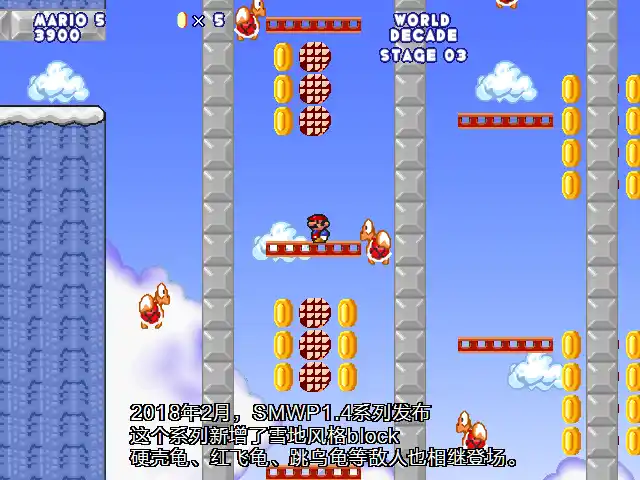 MARIO 5
3900
× 5
WORLD
DECADE
STAGE 03
2018年2月，SMWP1.4系列发布
这个系列新增了雪地风格block
硬壳龟、红飞龟、跳鸟龟等敌人也相继登场。